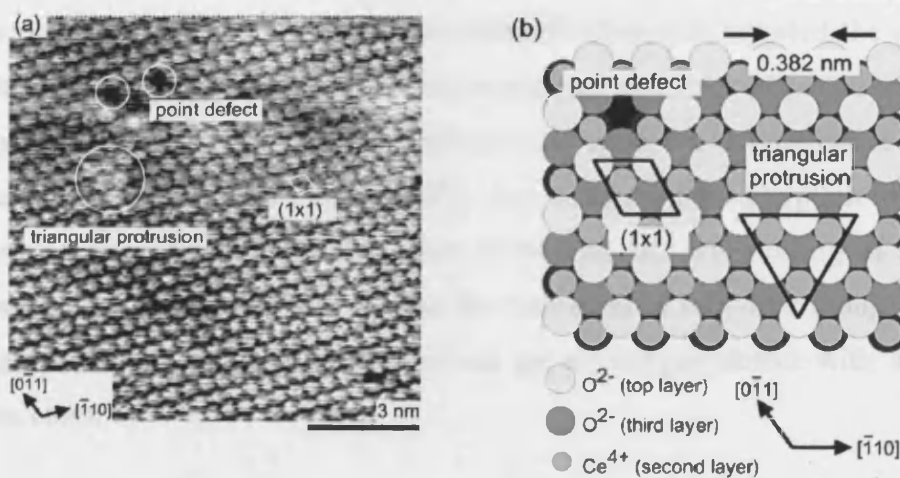 (a)
point defect
(1x1)
triangular protrusion
[01̄1]
[1̄10]
3 nm
(b)
0.382 nm
point defect
triangular
protrusion
(1x1)
O²⁻ (top layer)
O²⁻ (third layer)
Ce⁴⁺ (second layer)
[01̄1]
[1̄10]